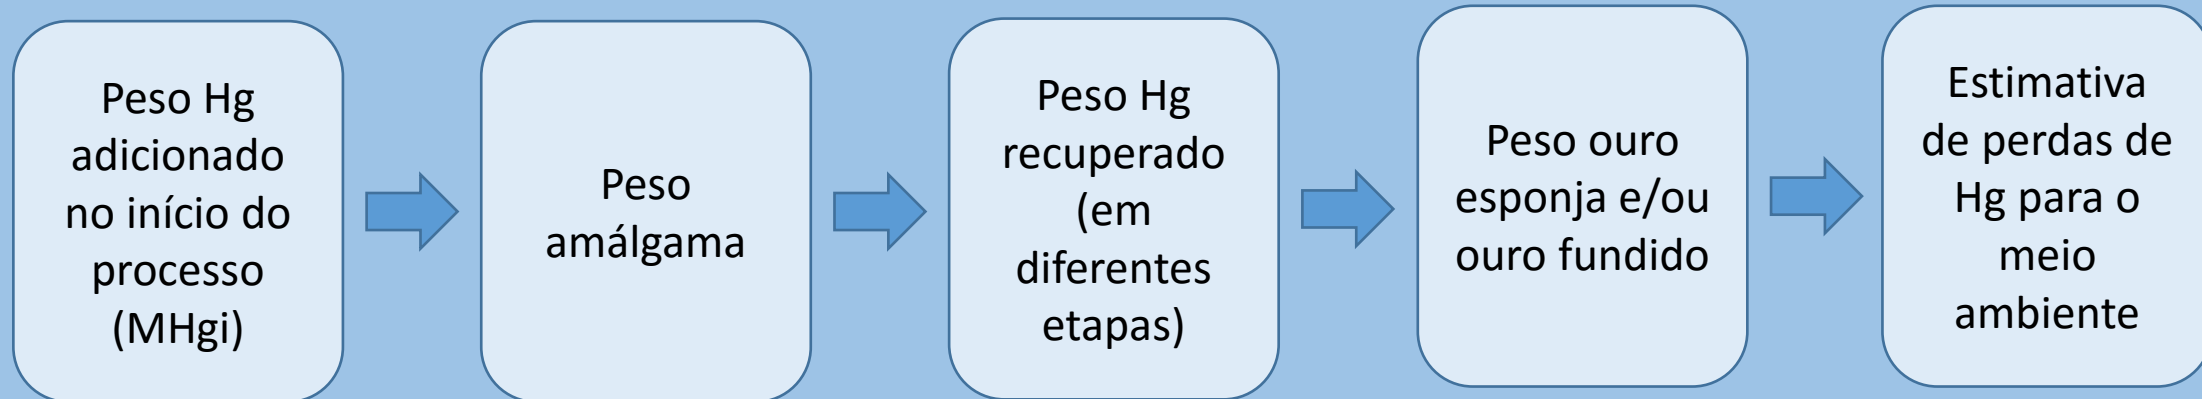 Peso Hg
adicionado
no início do
processo
(MHgi)
Peso
amálgama
Peso Hg
recuperado
(em
diferentes
etapas)
Peso ouro
esponja e/ou
ouro fundido
Estimativa
de perdas de
Hg para o
meio
ambiente